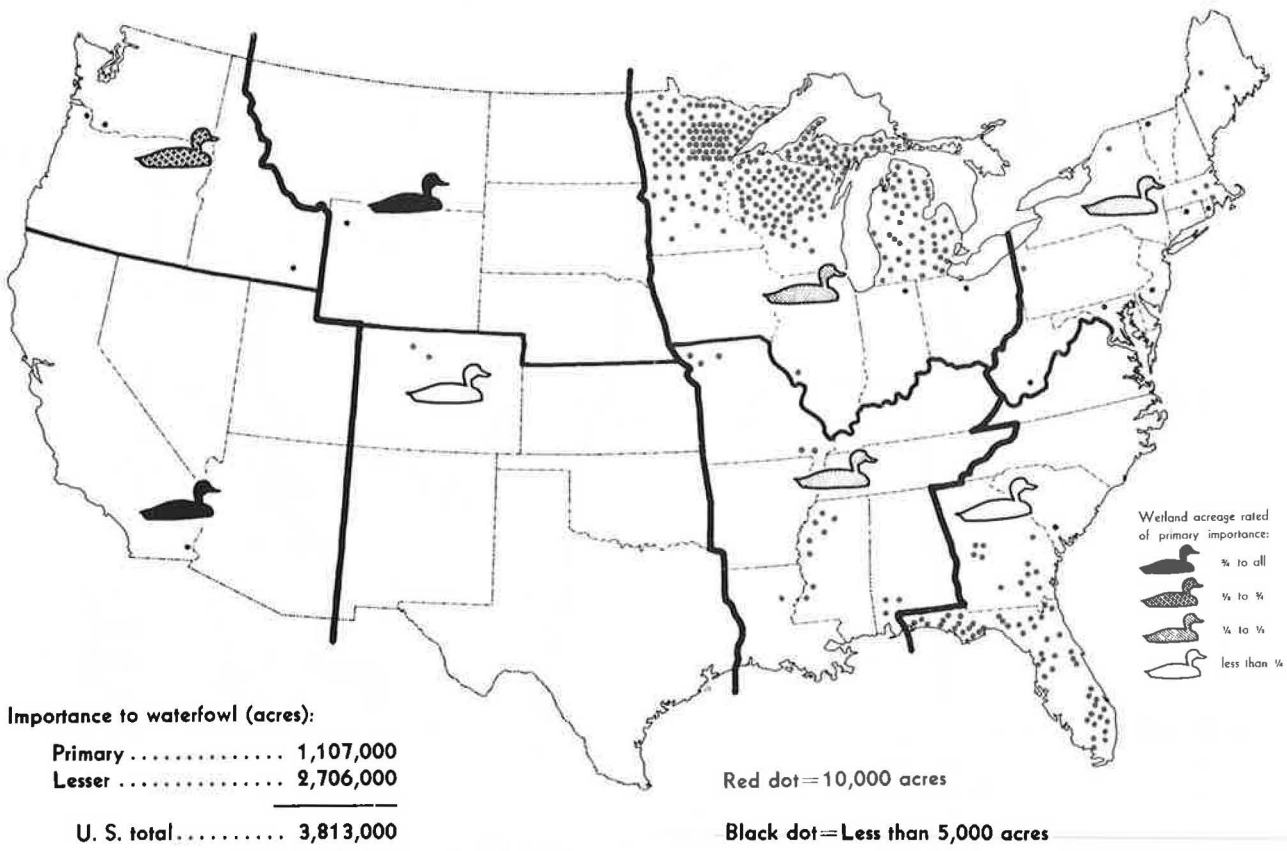 Wetland acreage rated
of primary importance:
¾ to all
½ to ¾
¼ to ½
less than ¼
Importance to waterfowl (acres):
Primary .............. 1,107,000
Lesser ............... 2,706,000
U. S. total.......... 3,813,000
Red dot=10,000 acres
Black dot=Less than 5,000 acres